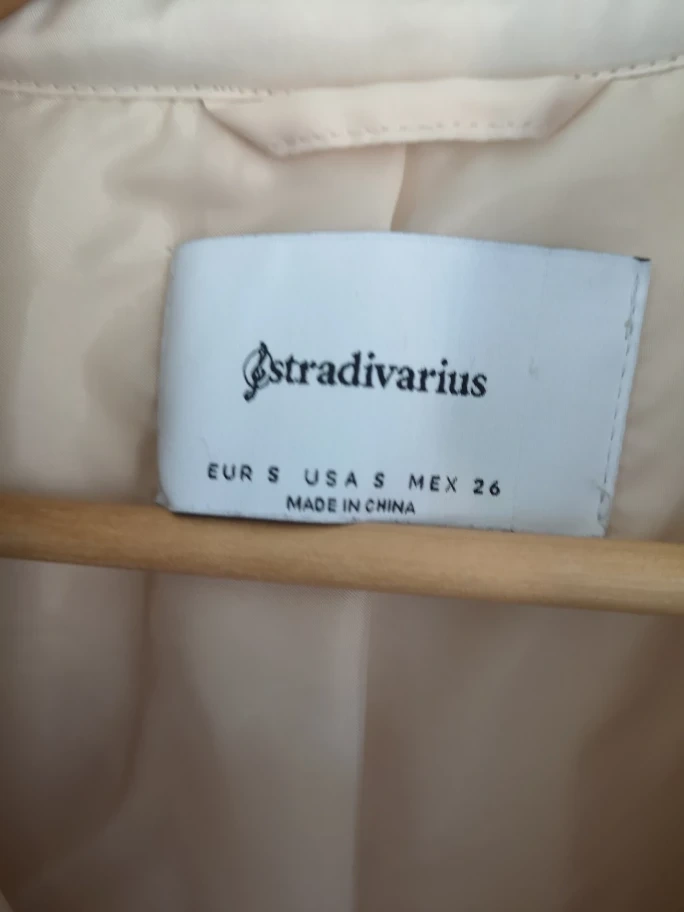 stradivarius
EUR S USA S MEX 26
MADE IN CHINA